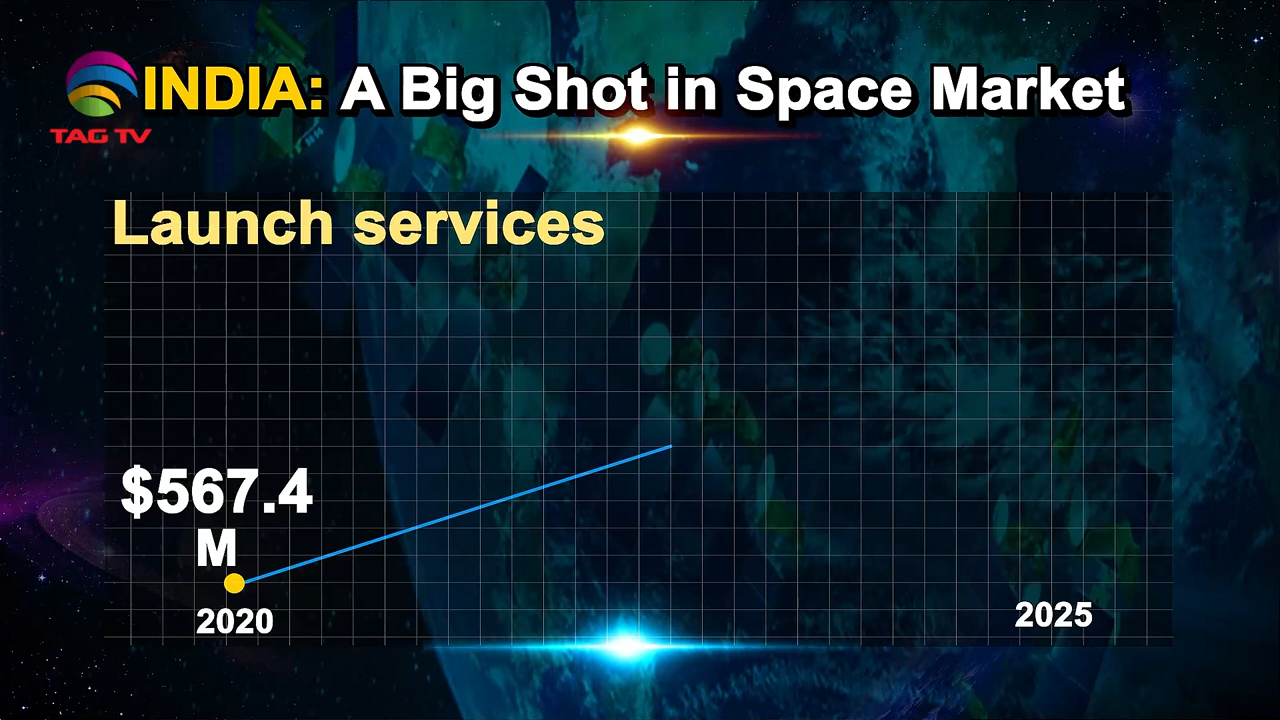 INDIA: A Big Shot in Space Market
TAG TV
Launch services
$567.4
M
2020
2025